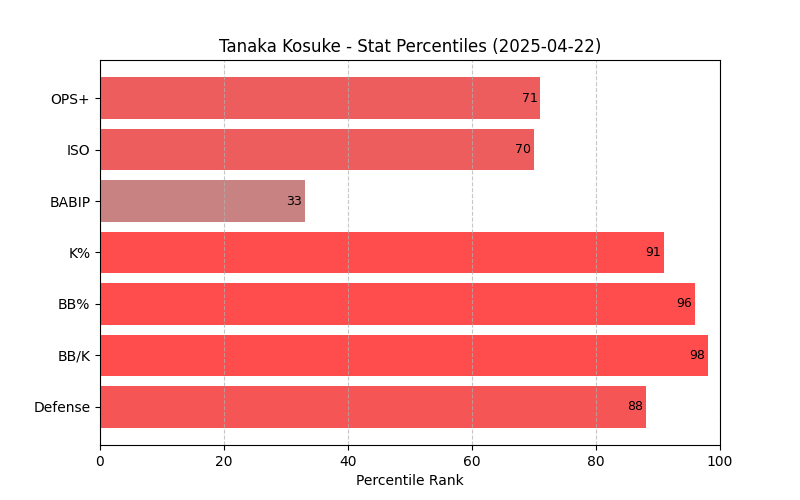 Tanaka Kosuke - Stat Percentiles (2025-04-22)
OPS+ 71
ISO 70
BABIP 33
K% 91
BB% 96
BB/K 98
Defense 88
0 20 40 60 80 100
Percentile Rank